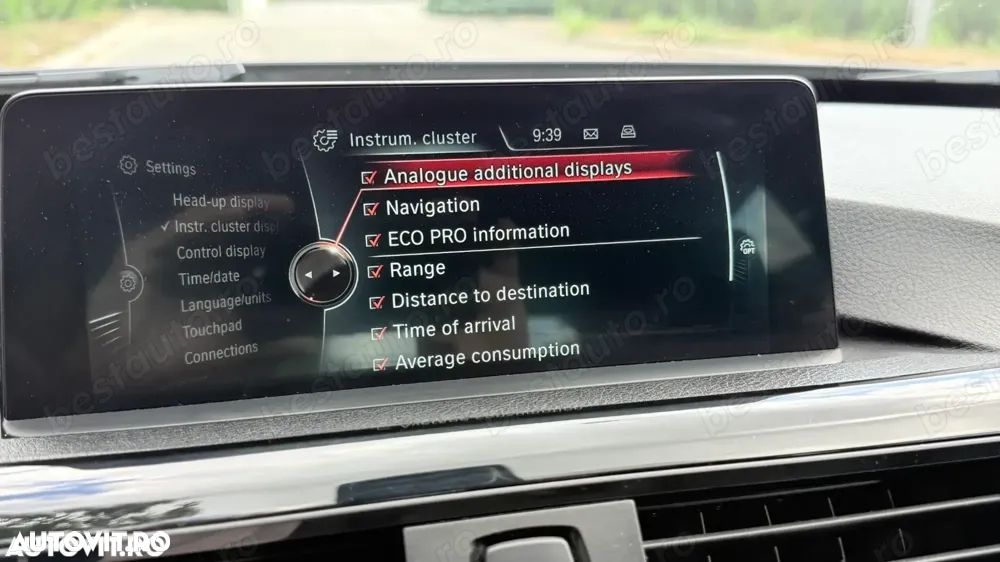 Instrum. cluster
9:39
Settings
Head-up display
Instr. cluster disp
Control display
Time/date
Language/units
Touchpad
Connections
Analogue additional displays
Navigation
ECO PRO information
Range
Distance to destination
Time of arrival
Average consumption
OPT
AUTOVIT.RO
bestauto.ro